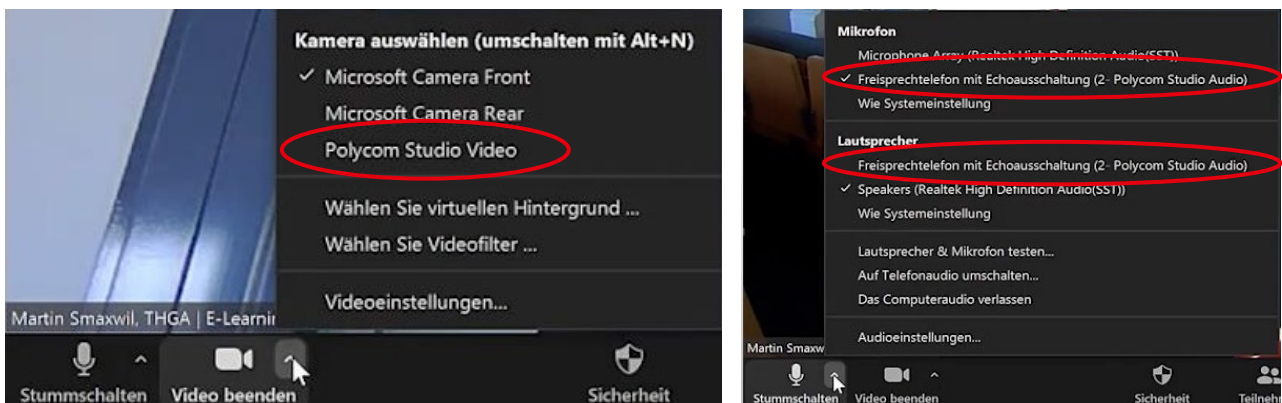 Kamera auswählen (umschalten mit Alt+N)
✓ Microsoft Camera Front
Microsoft Camera Rear
Polycom Studio Video
Wählen Sie virtuellen Hintergrund ...
Wählen Sie Videofilter ...
Videoeinstellungen...
Martin Smaxwil, THGA | E-Learnin
Stummschalten
Video beenden
Sicherheit
Mikrofon
Microphone Array (Realtek High Definition Audio(SST))
✓ Freisprechtelefon mit Echoausschaltung (2- Polycom Studio Audio)
Wie Systemeinstellung
Lautsprecher
Freisprechtelefon mit Echoausschaltung (2- Polycom Studio Audio)
✓ Speakers (Realtek High Definition Audio(SST))
Wie Systemeinstellung
Lautsprecher & Mikrofon testen...
Auf Telefonaudio umschalten...
Das Computeraudio verlassen
Audioeinstellungen...
Martin Smaxw
Stummschalten
Video beenden
Sicherheit
Teilneh